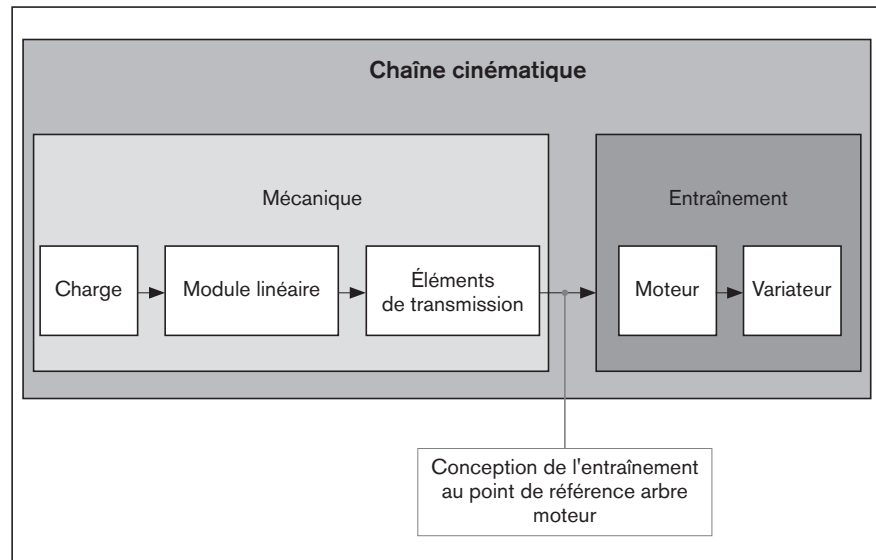 Chaîne cinématique
Mécanique
Entraînement
Charge
Module linéaire
Éléments
de transmission
Moteur
Variateur
Conception de l'entraînement
au point de référence arbre
moteur